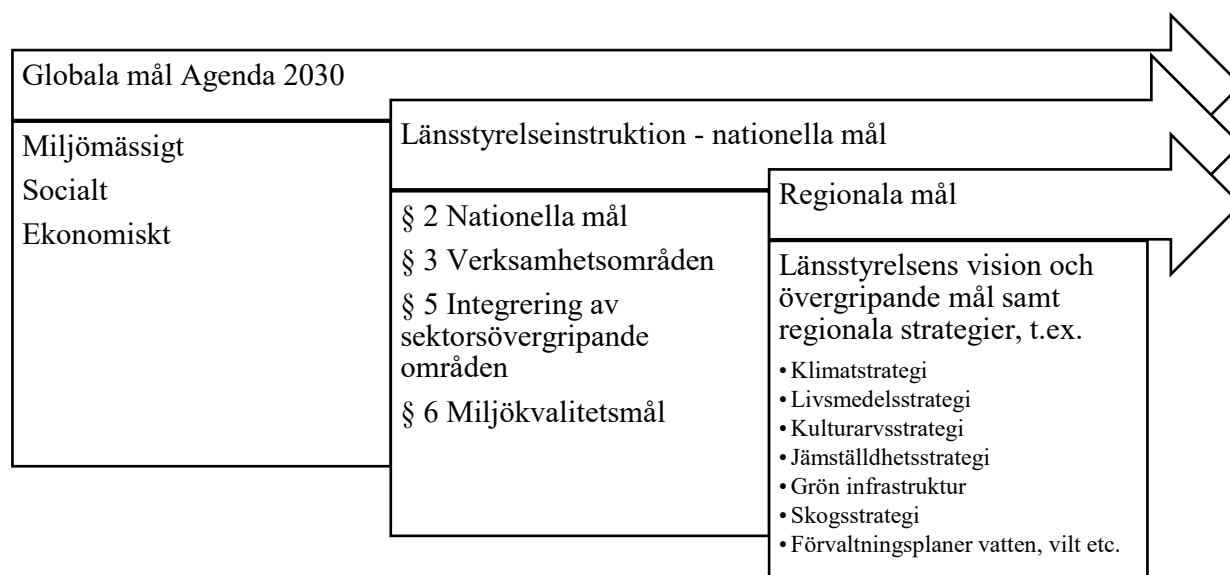 Globala mål Agenda 2030
Miljömässigt
Socialt
Ekonomiskt
Länsstyrelseinstruktion - nationella mål
§ 2 Nationella mål
§ 3 Verksamhetsområden
§ 5 Integrering av
sektorsövergripande
områden
§ 6 Miljökvalitetsmål
Regionala mål
Länsstyrelsens vision och
övergripande mål samt
regionala strategier, t.ex.
• Klimatstrategi
• Livsmedelsstrategi
• Kulturarvsstrategi
• Jämställdhetsstrategi
• Grön infrastruktur
• Skogsstrategi
• Förvaltningsplaner vatten, vilt etc.